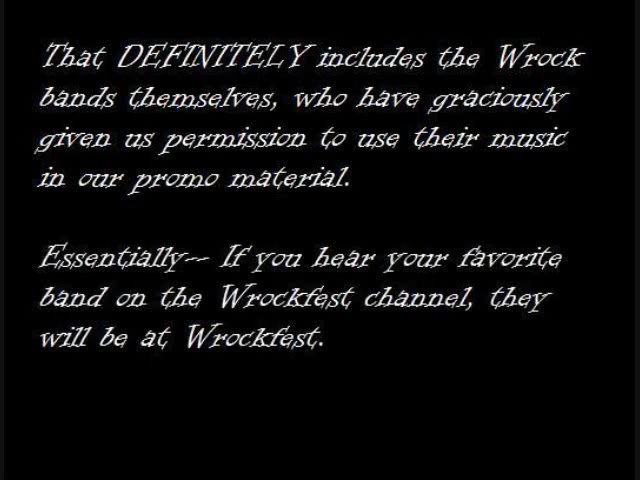 That DEFINITELY includes the Wrock
bands themselves, who have graciously
given us permission to use their music
in our promo material.
Essentially-- If you hear your favorite
band on the Wrockfest channel, they
will be at Wrockfest.